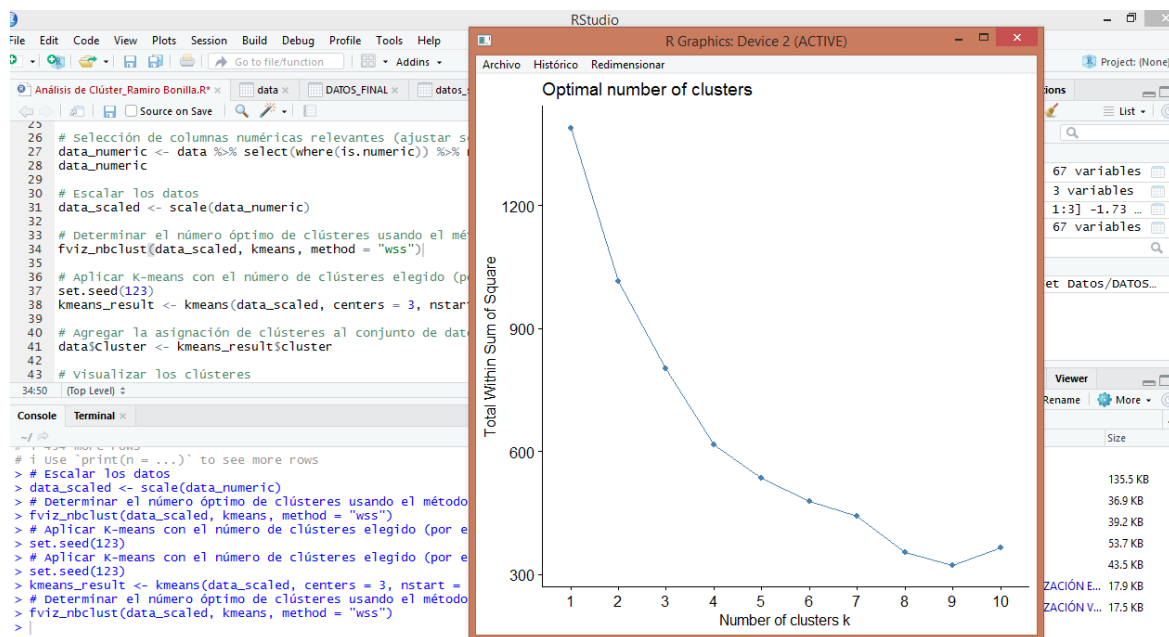 RStudio
File Edit Code View Plots Session Build Debug Profile Tools Help
Go to file/function Addins Project: (None)
Análisis de Clúster_Ramiro Bonilla.R* data DATOS_FINAL
Source on Save
25
26 # Selección de columnas numéricas relevantes (ajustar
27 data_numeric <- data %>% select(where(is.numeric)) %>%
28 data_numeric
29
30 # Escalar los datos
31 data_scaled <- scale(data_numeric)
32
33 # Determinar el número óptimo de clústeres usando el
34 fviz_nbclust(data_scaled, kmeans, method = "wss")
35
36 # Aplicar K-means con el número de clústeres elegido
37 set.seed(123)
38 kmeans_result <- kmeans(data_scaled, centers = 3,
39
40 # Agregar la asignación de clústeres al conjunto de
41 data$Cluster <- kmeans_result$cluster
42
43 # Visualizar los clústeres
34:50 (Top Level)
Console Terminal
~/
more rows
# i Use `print(n = ...)` to see more rows
> # Escalar los datos
> data_scaled <- scale(data_numeric)
> # Determinar el número óptimo de clústeres usando el método
> fviz_nbclust(data_scaled, kmeans, method = "wss")
> # Aplicar K-means con el número de clústeres elegido (por e
> set.seed(123)
> # Aplicar K-means con el número de clústeres elegido (por e
> set.seed(123)
> kmeans_result <- kmeans(data_scaled, centers = 3, nstart =
> # Determinar el número óptimo de clústeres usando el método
> fviz_nbclust(data_scaled, kmeans, method = "wss")
>
R Graphics: Device 2 (ACTIVE)
Archivo Histórico Redimensionar
Optimal number of clusters
Total Within Sum of Square
1200
900
600
300
1 2 3 4 5 6 7 8 9 10
Number of clusters k
List
67 variables
3 variables
1:3] -1.73 ...
67 variables
Datos/DATOS...
Viewer
Rename More
Size
135.5 KB
36.9 KB
39.2 KB
53.7 KB
43.5 KB
ZACIÓN E... 17.9 KB
ZACIÓN V... 17.5 KB